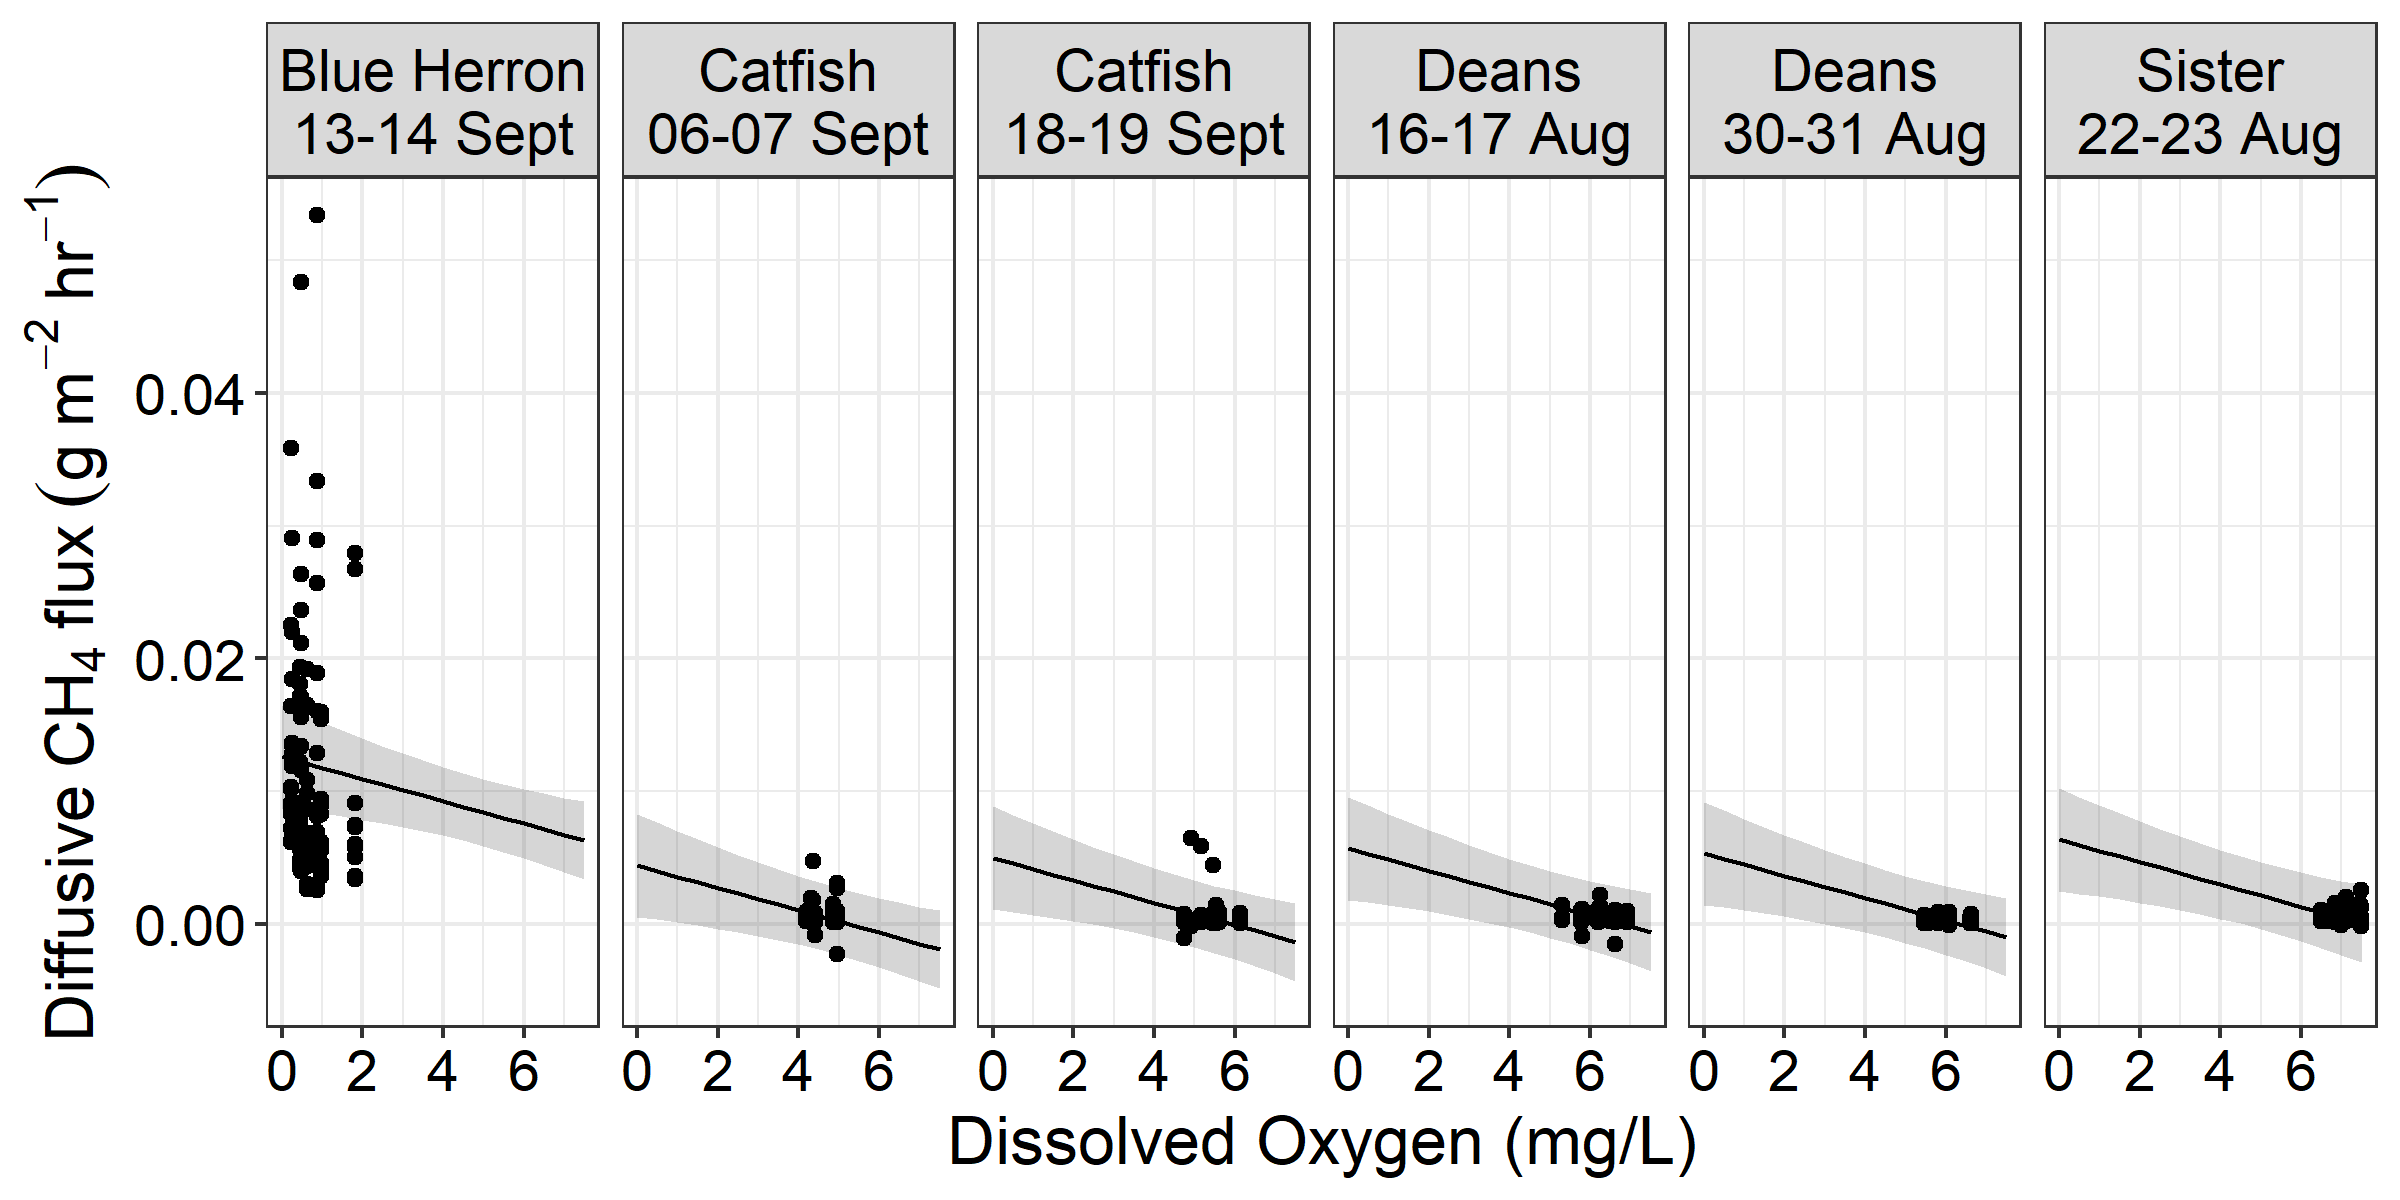 Blue Herron
13-14 Sept
Catfish
06-07 Sept
Catfish
18-19 Sept
Deans
16-17 Aug
Deans
30-31 Aug
Sister
22-23 Aug
Diffusive CH₄ flux (g m⁻² hr⁻¹)
0.04
0.02
0.00
0 2 4 6
0 2 4 6
0 2 4 6
0 2 4 6
0 2 4 6
0 2 4 6
Dissolved Oxygen (mg/L)